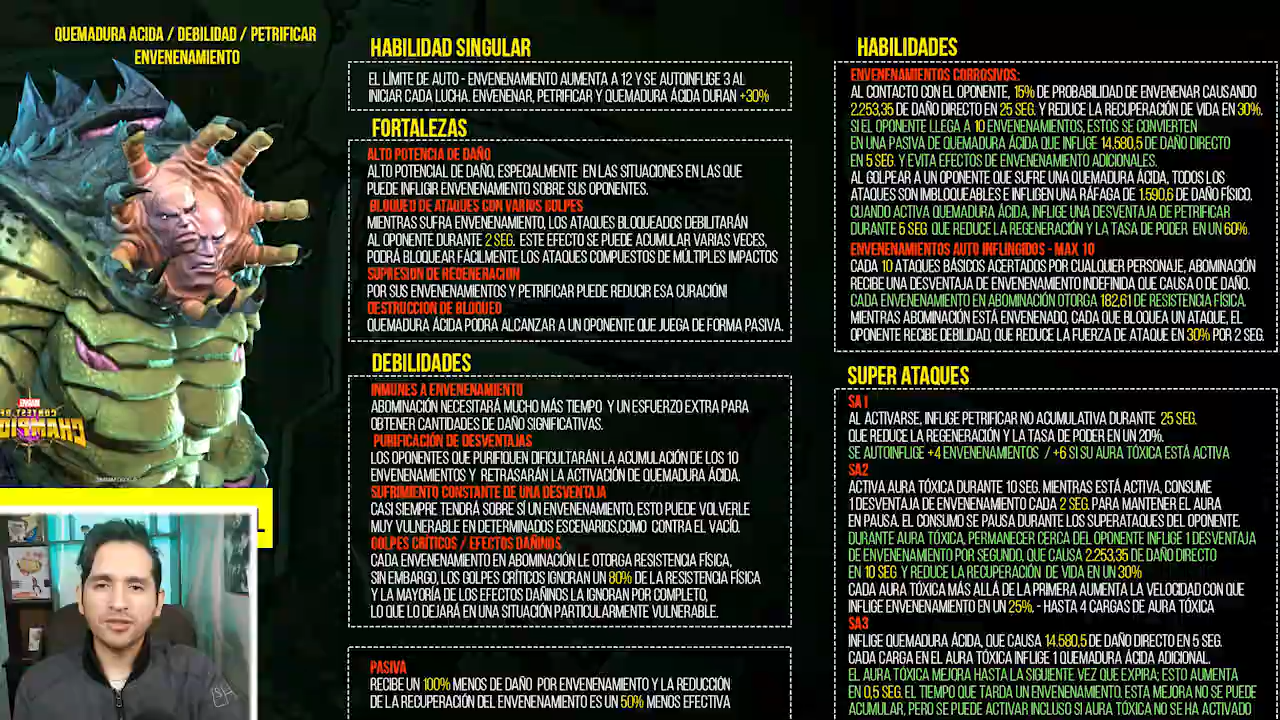 QUEMADURA ACIDA / DEBILIDAD / PETRIFICAR
ENVENENAMIENTO
MARVEL
CONTEST OF
CHAMPIONS
HABILIDAD SINGULAR
EL LÍMITE DE AUTO - ENVENENAMIENTO AUMENTA A 12 Y SE AUTOINFLIGE 3 AL
INICIAR CADA LUCHA. ENVENENAR, PETRIFICAR Y QUEMADURA ÁCIDA DURAN +30%
FORTALEZAS
ALTO POTENCIA DE DAÑO
ALTO POTENCIAL DE DAÑO, ESPECIALMENTE EN LAS SITUACIONES EN LAS QUE
PUEDE INFLIGIR ENVENENAMIENTO SOBRE SUS OPONENTES.
BLOQUEO DE ATAQUES CON VARIOS GOLPES
MIENTRAS SUFRA ENVENENAMIENTO, LOS ATAQUES BLOQUEADOS DEBILITARÁN
AL OPONENTE DURANTE 2 SEG. ESTE EFECTO SE PUEDE ACUMULAR VARIAS VECES,
PODRÁ BLOQUEAR FÁCILMENTE LOS ATAQUES COMPUESTOS DE MÚLTIPLES IMPACTOS
SUPRESION DE REGENERACION
POR SUS ENVENENAMIENTOS Y PETRIFICAR PUEDE REDUCIR ESA CURACIÓN!
DESTRUCCION DE BLOQUEO
QUEMADURA ÁCIDA PODRA ALCANZAR A UN OPONENTE QUE JUEGA DE FORMA PASIVA.
DEBILIDADES
INMUNES A ENVENENAMIENTO
ABOMINACIÓN NECESITARÁ MUCHO MÁS TIEMPO Y UN ESFUERZO EXTRA PARA
OBTENER CANTIDADES DE DAÑO SIGNIFICATIVAS.
PURIFICACIÓN DE DESVENTAJAS
LOS OPONENTES QUE PURIFIQUEN DIFICULTARÁN LA ACUMULACIÓN DE LOS 10
ENVENENAMIENTOS Y RETRASARÁN LA ACTIVACIÓN DE QUEMADURA ÁCIDA.
SUFRIMIENTO CONSTANTE DE UNA DESVENTAJA
CASI SIEMPRE TENDRÁ SOBRE SÍ UN ENVENENAMIENTO, ESTO PUEDE VOLVERLE
MUY VULNERABLE EN DETERMINADOS ESCENARIOS,COMO CONTRA EL VACÍO.
GOLPES CRÍTICOS / EFECTOS DAÑINOS
CADA ENVENENAMIENTO EN ABOMINACIÓN LE OTORGA RESISTENCIA FÍSICA,
SIN EMBARGO, LOS GOLPES CRÍTICOS IGNORAN UN 80% DE LA RESISTENCIA FÍSICA
Y LA MAYORÍA DE LOS EFECTOS DAÑINOS LA IGNORAN POR COMPLETO,
LO QUE LO DEJARÁ EN UNA SITUACIÓN PARTICULARMENTE VULNERABLE.
PASIVA
RECIBE UN 100% MENOS DE DAÑO POR ENVENENAMIENTO Y LA REDUCCIÓN
DE LA RECUPERACIÓN DEL ENVENENAMIENTO ES UN 50% MENOS EFECTIVA
HABILIDADES
ENVENENAMIENTOS CORROSIVOS:
AL CONTACTO CON EL OPONENTE, 15% DE PROBABILIDAD DE ENVENENAR CAUSANDO
2.253,35 DE DAÑO DIRECTO EN 25 SEG. Y REDUCE LA RECUPERACIÓN DE VIDA EN 30%.
SI EL OPONENTE LLEGA A 10 ENVENENAMIENTOS, ESTOS SE CONVIERTEN
EN UNA PASIVA DE QUEMADURA ÁCIDA QUE INFLIGE 14.580,5 DE DAÑO DIRECTO
EN 5 SEG. Y EVITA EFECTOS DE ENVENENAMIENTO ADICIONALES.
AL GOLPEAR A UN OPONENTE QUE SUFRE UNA QUEMADURA ÁCIDA, TODOS LOS
ATAQUES SON IMBLOQUEABLES E INFLIGEN UNA RÁFAGA DE 1.590,6 DE DAÑO FÍSICO.
CUANDO ACTIVA QUEMADURA ÁCIDA, INFLIGE UNA DESVENTAJA DE PETRIFICAR
DURANTE 5 SEG. QUE REDUCE LA REGENERACIÓN Y LA TASA DE PODER EN UN 60%.
ENVENENAMIENTOS AUTO INFLINGIDOS - MAX 10
CADA 10 ATAQUES BÁSICOS ACERTADOS POR CUALQUIER PERSONAJE, ABOMINACIÓN
RECIBE UNA DESVENTAJA DE ENVENENAMIENTO INDEFINIDA QUE CAUSA O DE DAÑO.
CADA ENVENENAMIENTO EN ABOMINACIÓN OTORGA 182,61 DE RESISTENCIA FÍSICA.
MIENTRAS ABOMINACIÓN ESTÁ ENVENENADO, CADA QUE BLOQUEA UN ATAQUE, EL
OPONENTE RECIBE DEBILIDAD, QUE REDUCE LA FUERZA DE ATAQUE EN 30% POR 2 SEG.
SUPER ATAQUES
SA1
AL ACTIVARSE, INFLIGE PETRIFICAR NO ACUMULATIVA DURANTE 25 SEG.
QUE REDUCE LA REGENERACIÓN Y LA TASA DE PODER EN UN 20%.
SE AUTOINFLIGE +4 ENVENENAMIENTOS / +6 SI SU AURA TÓXICA ESTÁ ACTIVA
SA2
ACTIVA AURA TÓXICA DURANTE 10 SEG. MIENTRAS ESTÁ ACTIVA, CONSUME
1 DESVENTAJA DE ENVENENAMIENTO CADA 2 SEG. PARA MANTENER EL AURA
EN PAUSA. EL CONSUMO SE PAUSA DURANTE LOS SUPERATAQUES DEL OPONENTE.
DURANTE AURA TÓXICA, PERMANECER CERCA DEL OPONENTE INFLIGE 1 DESVENTAJA
DE ENVENENAMIENTO POR SEGUNDO, QUE CAUSA 2.253,35 DE DAÑO DIRECTO
EN 10 SEG Y REDUCE LA RECUPERACIÓN DE VIDA EN UN 30%
CADA AURA TÓXICA MÁS ALLÁ DE LA PRIMERA AUMENTA LA VELOCIDAD CON QUE
INFLIGE ENVENENAMIENTO EN UN 25%. - HASTA 4 CARGAS DE AURA TÓXICA
SA3
INFLIGE QUEMADURA ÁCIDA, QUE CAUSA 14.580,5 DE DAÑO DIRECTO EN 5 SEG.
CADA CARGA EN EL AURA TÓXICA INFLIGE 1 QUEMADURA ÁCIDA ADICIONAL.
EL AURA TÓXICA MEJORA HASTA LA SIGUIENTE VEZ QUE EXPIRA; ESTO AUMENTA
EN 0,5 SEG. EL TIEMPO QUE TARDA UN ENVENENAMIENTO. ESTA MEJORA NO SE PUEDE
ACUMULAR, PERO SE PUEDE ACTIVAR INCLUSO SI AURA TÓXICA NO SE HA ACTIVADO